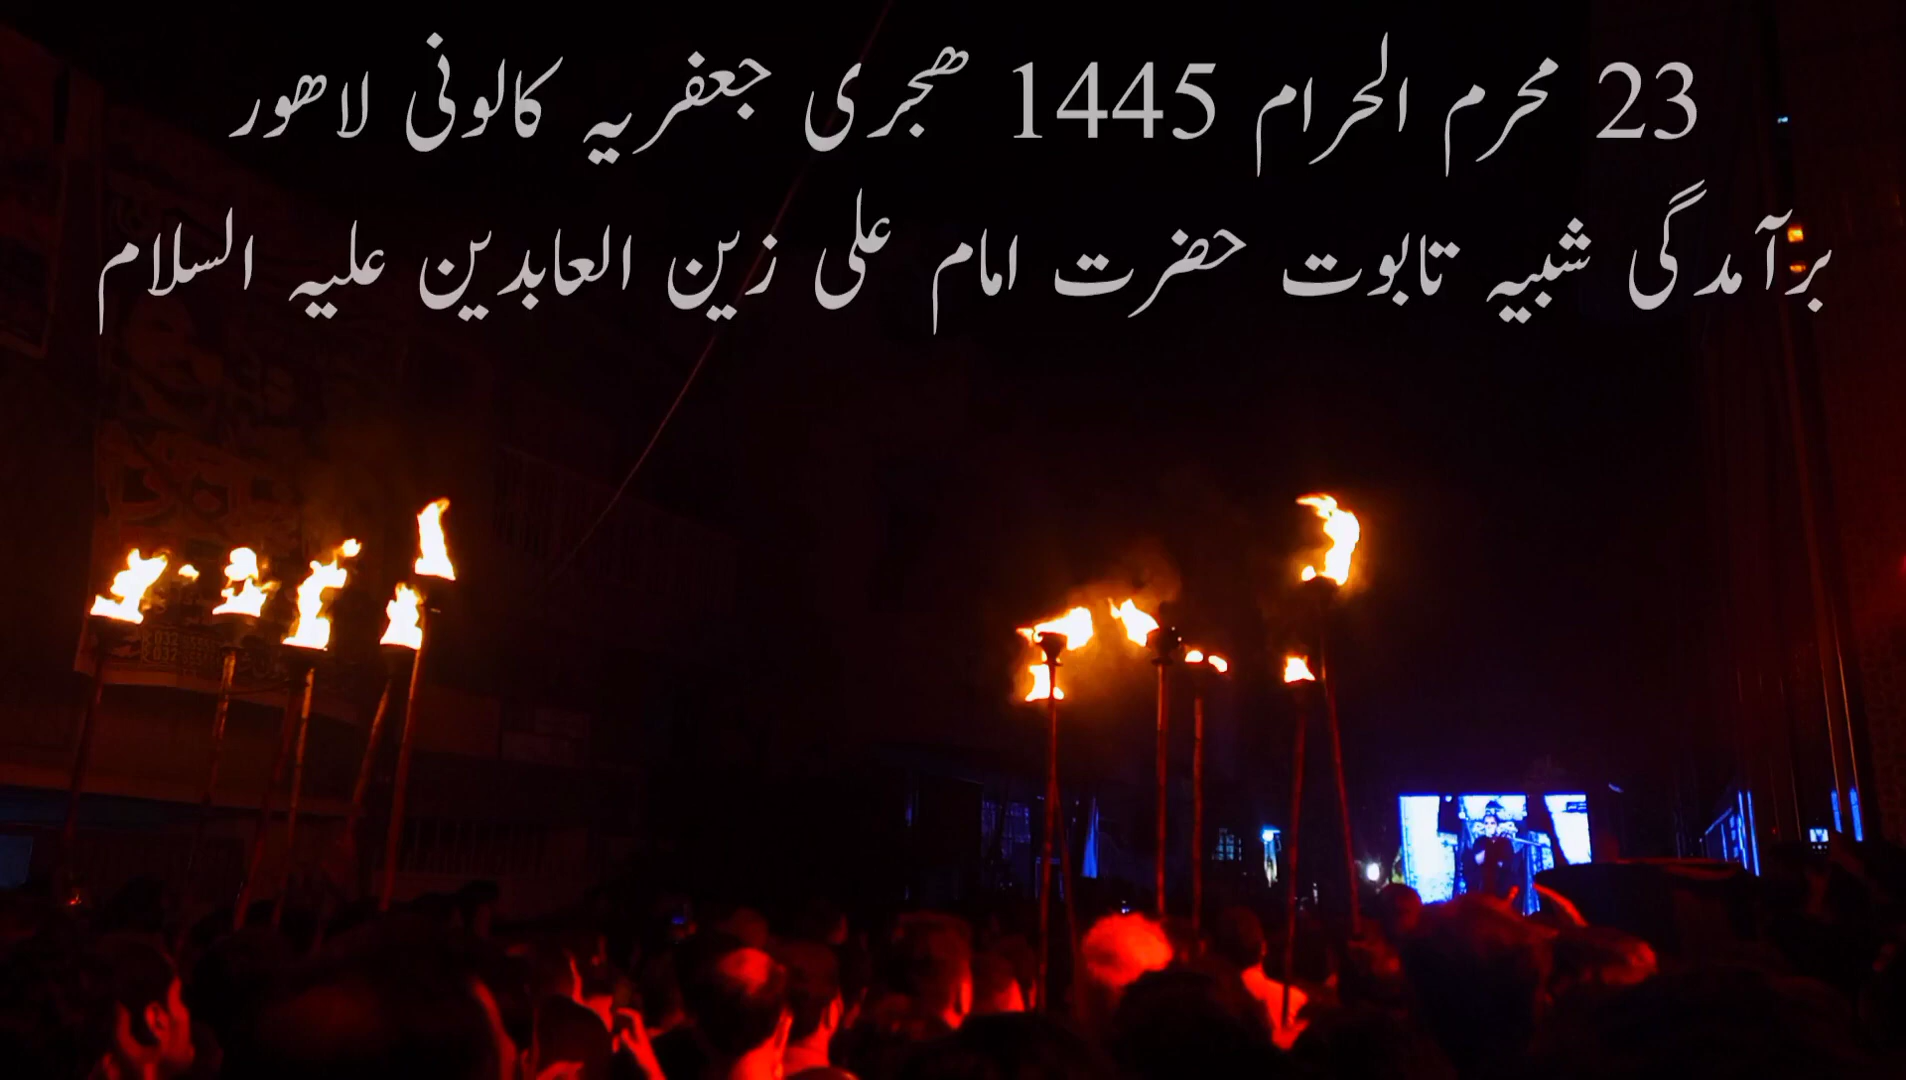 23 محرم الحرام 1445 ھجری جعفریہ کالونی لاھور
برآمدگی شبیہ تابوت حضرت امام علی زین العابدین علیہ السلام